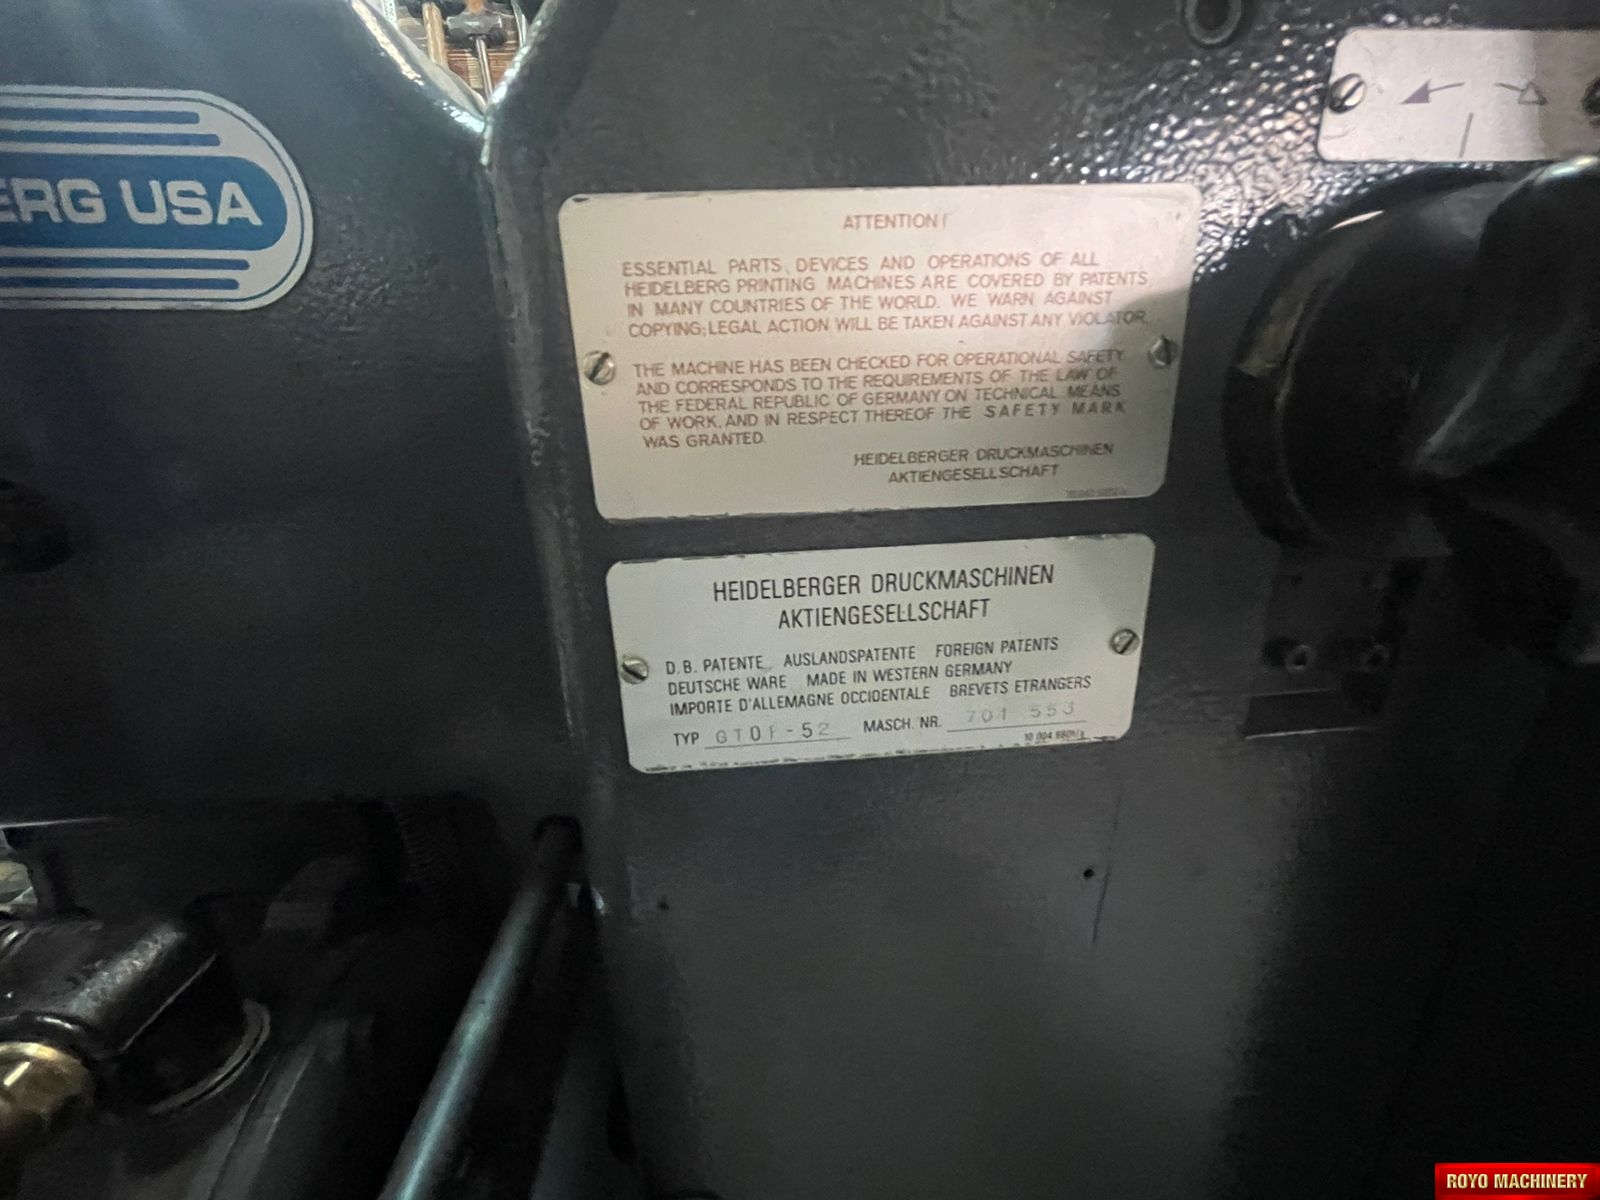 ERG USA
ATTENTION!
ESSENTIAL PARTS, DEVICES AND OPERATIONS OF ALL
HEIDELBERG PRINTING MACHINES ARE COVERED BY PATENTS
IN MANY COUNTRIES OF THE WORLD. WE WARN AGAINST
COPYING; LEGAL ACTION WILL BE TAKEN AGAINST ANY VIOLATOR.
THE MACHINE HAS BEEN CHECKED FOR OPERATIONAL SAFETY
AND CORRESPONDS TO THE REQUIREMENTS OF THE LAW OF
THE FEDERAL REPUBLIC OF GERMANY ON TECHNICAL MEANS
OF WORK, AND IN RESPECT THEREOF THE SAFETY MARK
WAS GRANTED.
HEIDELBERGER DRUCKMASCHINEN
AKTIENGESELLSCHAFT
HEIDELBERGER DRUCKMASCHINEN
AKTIENGESELLSCHAFT
D.B. PATENTE AUSLANDSPATENTE FOREIGN PATENTS
DEUTSCHE WARE MADE IN WESTERN GERMANY
IMPORTE D'ALLEMAGNE OCCIDENTALE BREVETS ETRANGERS
TYP GTOF-52 MASCH. NR. 701 553
10 004
ROYO MACHINERY